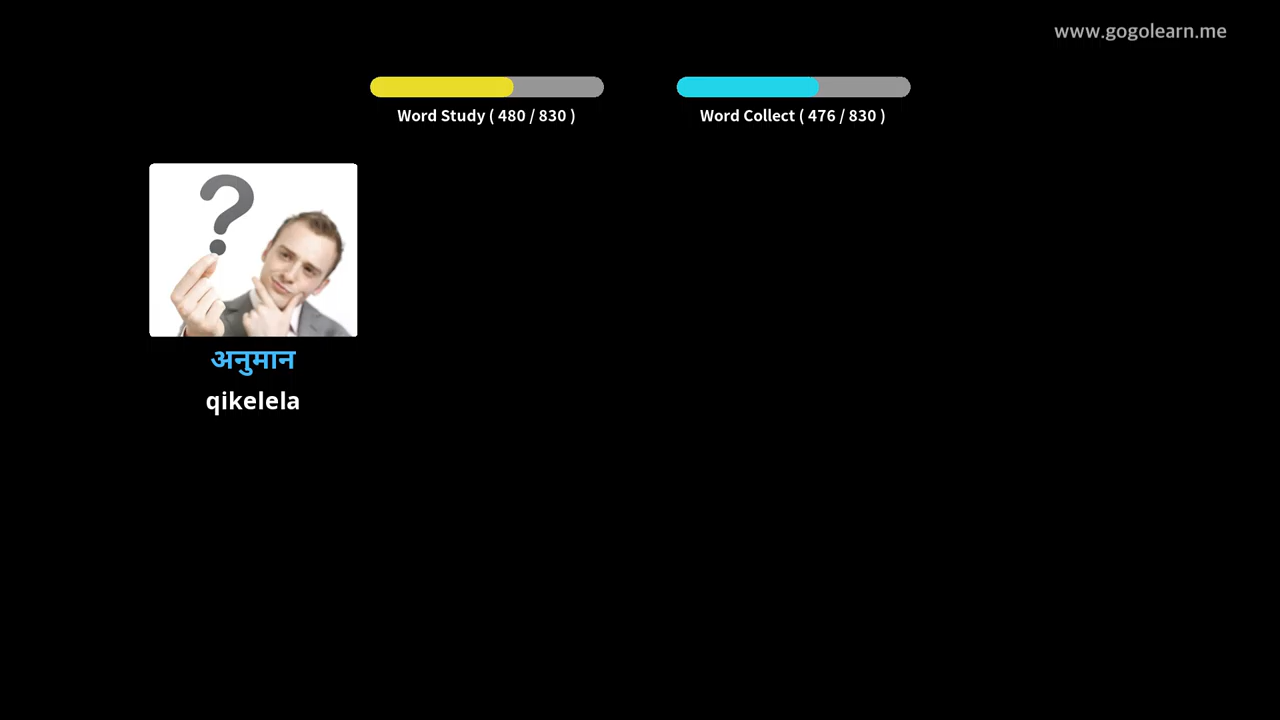 www.gogolearn.me
Word Study ( 480 / 830 )
Word Collect ( 476 / 830 )
?
अनुमान
qikelela